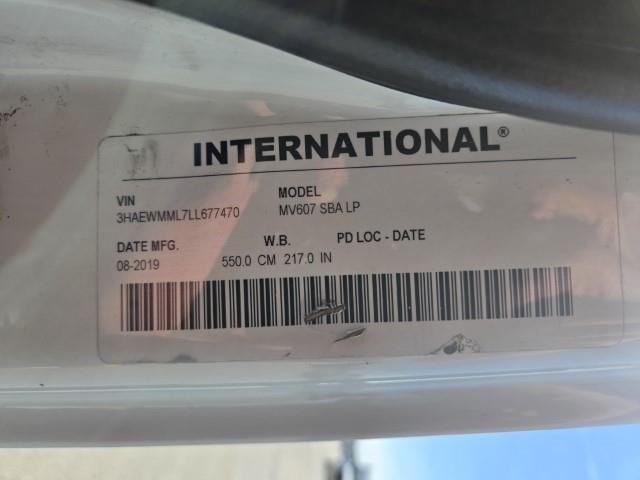 INTERNATIONAL®
VIN MODEL
3HAEWMML7LL677470 MV607 SBA LP
DATE MFG. W.B. PD LOC - DATE
08-2019 550.0 CM 217.0 IN